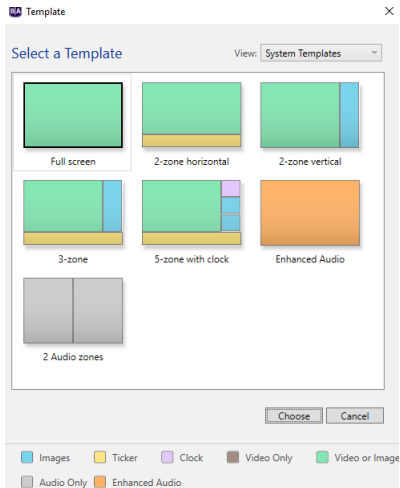 BA Template
Select a Template
View: System Templates
Full screen
2-zone horizontal
2-zone vertical
3-zone
5-zone with clock
Enhanced Audio
2 Audio zones
Choose Cancel
Images Ticker Clock Video Only Video or Image
Audio Only Enhanced Audio